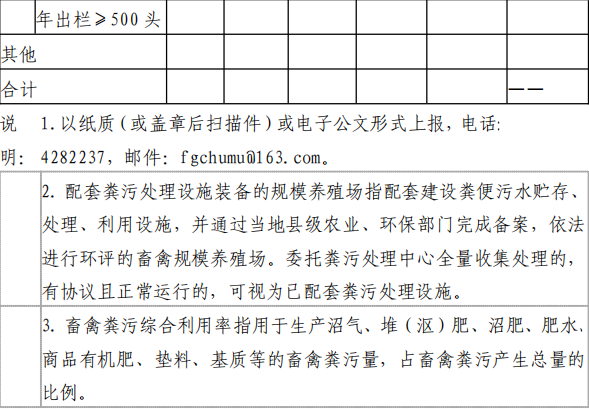 年出栏≥500头
其他
合计 ——
说 1.以纸质(或盖章后扫描件)或电子公文形式上报,电话:
明: 4282237,邮件:fgchumu@163.com。
2. 配套粪污处理设施装备的规模养殖场指配套建设粪便污水贮存、
处理、利用设施,并通过当地县级农业、环保部门完成备案,依法
进行环评的畜禽规模养殖场。委托粪污处理中心全量收集处理的,
有协议且正常运行的,可视为已配套粪污处理设施。
3. 畜禽粪污综合利用率指用于生产沼气、堆(沤)肥、沼肥、肥水、
商品有机肥、垫料、基质等的畜禽粪污量,占畜禽粪污产生总量的
比例。